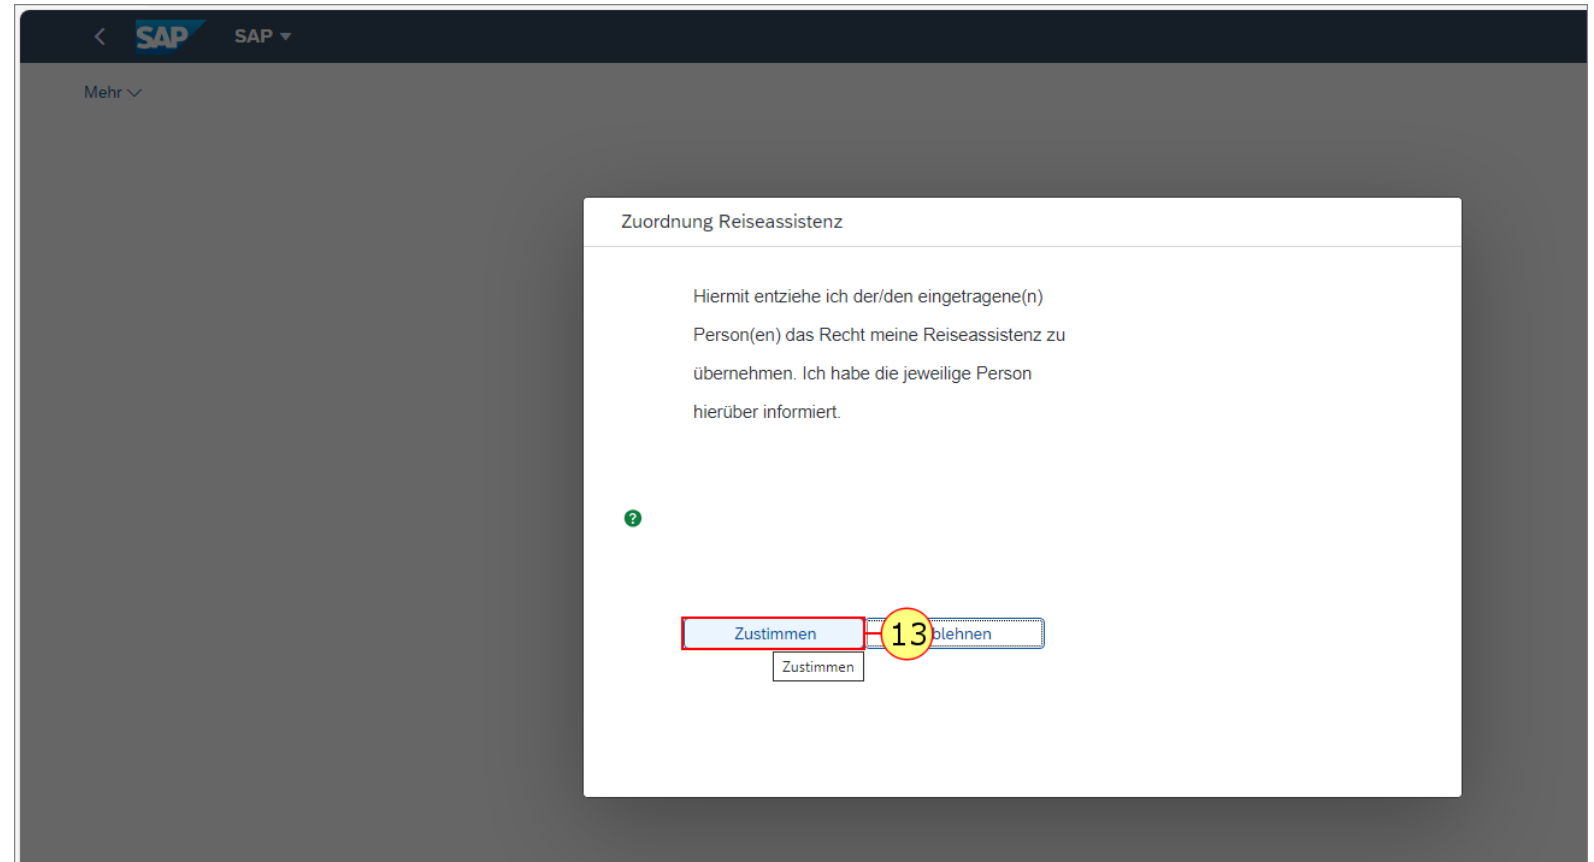 SAP SAP
Mehr
Zuordnung Reiseassistenz
Hiermit entziehe ich der/den eingetragene(n)
Person(en) das Recht meine Reiseassistenz zu
übernehmen. Ich habe die jeweilige Person
hierüber informiert.
?
Zustimmen 13 blehnen
Zustimmen